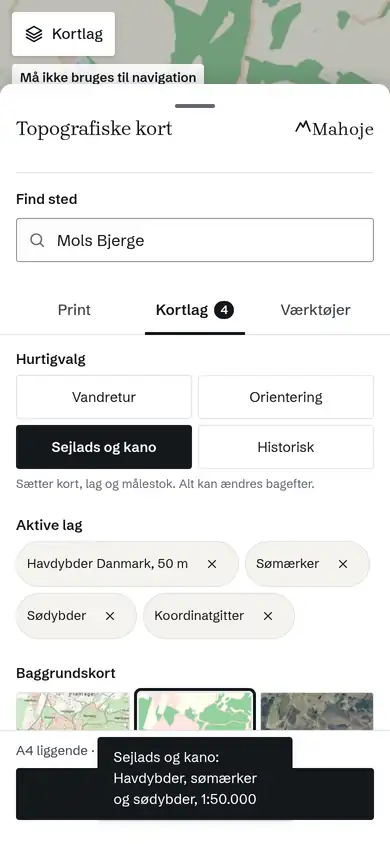 Kortlag
Må ikke bruges til navigation
Topografiske kort
Mahoje
Find sted
Mols Bjerge
Print
Kortlag 4
Værktøjer
Hurtigvalg
Vandretur
Orientering
Sejlads og kano
Historisk
Sætter kort, lag og målestok. Alt kan ændres bagefter.
Aktive lag
Havdybder Danmark, 50 m ×
Sømærker ×
Sødybder ×
Koordinatgitter ×
Baggrundskort
A4 liggende ·
Sejlads og kano:
Havdybder, sømærker
og sødybder, 1:50.000